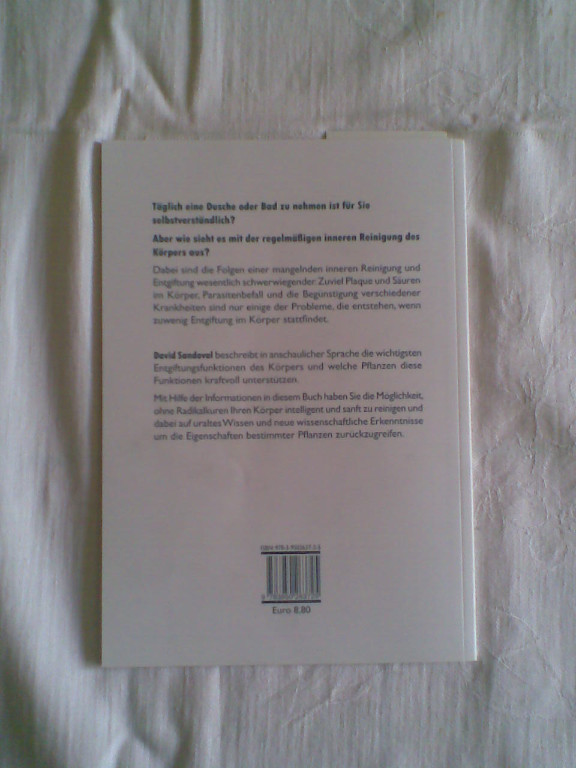 Täglich eine Dusche oder Bad zu nehmen ist für Sie
selbstverständlich?
Aber wie sieht es mit der regelmäßigen inneren Reinigung des
Körpers aus?
Dabei sind die Folgen einer mangelnden inneren Reinigung und
Entgiftung wesentlich schwerwiegender. Zuviel Plaque und Säuren
im Körper, Parasitenbefall und die Begünstigung verschiedener
Krankheiten sind nur einige der Probleme, die entstehen, wenn
zuwenig Entgiftung im Körper stattfindet.
David Sandoval beschreibt in anschaulicher Sprache die wichtigsten
Entgiftungsfunktionen des Körpers und welche Pflanzen diese
Funktionen kraftvoll unterstützen.
Mit Hilfe der Informationen in diesem Buch haben Sie die Möglichkeit,
ohne Radikalkuren Ihren Körper intelligent und sanft zu reinigen und
dabei auf uraltes Wissen und neue wissenschaftliche Erkenntnisse
um die Eigenschaften bestimmter Pflanzen zurückzugreifen.
ISBN
Euro 8.80